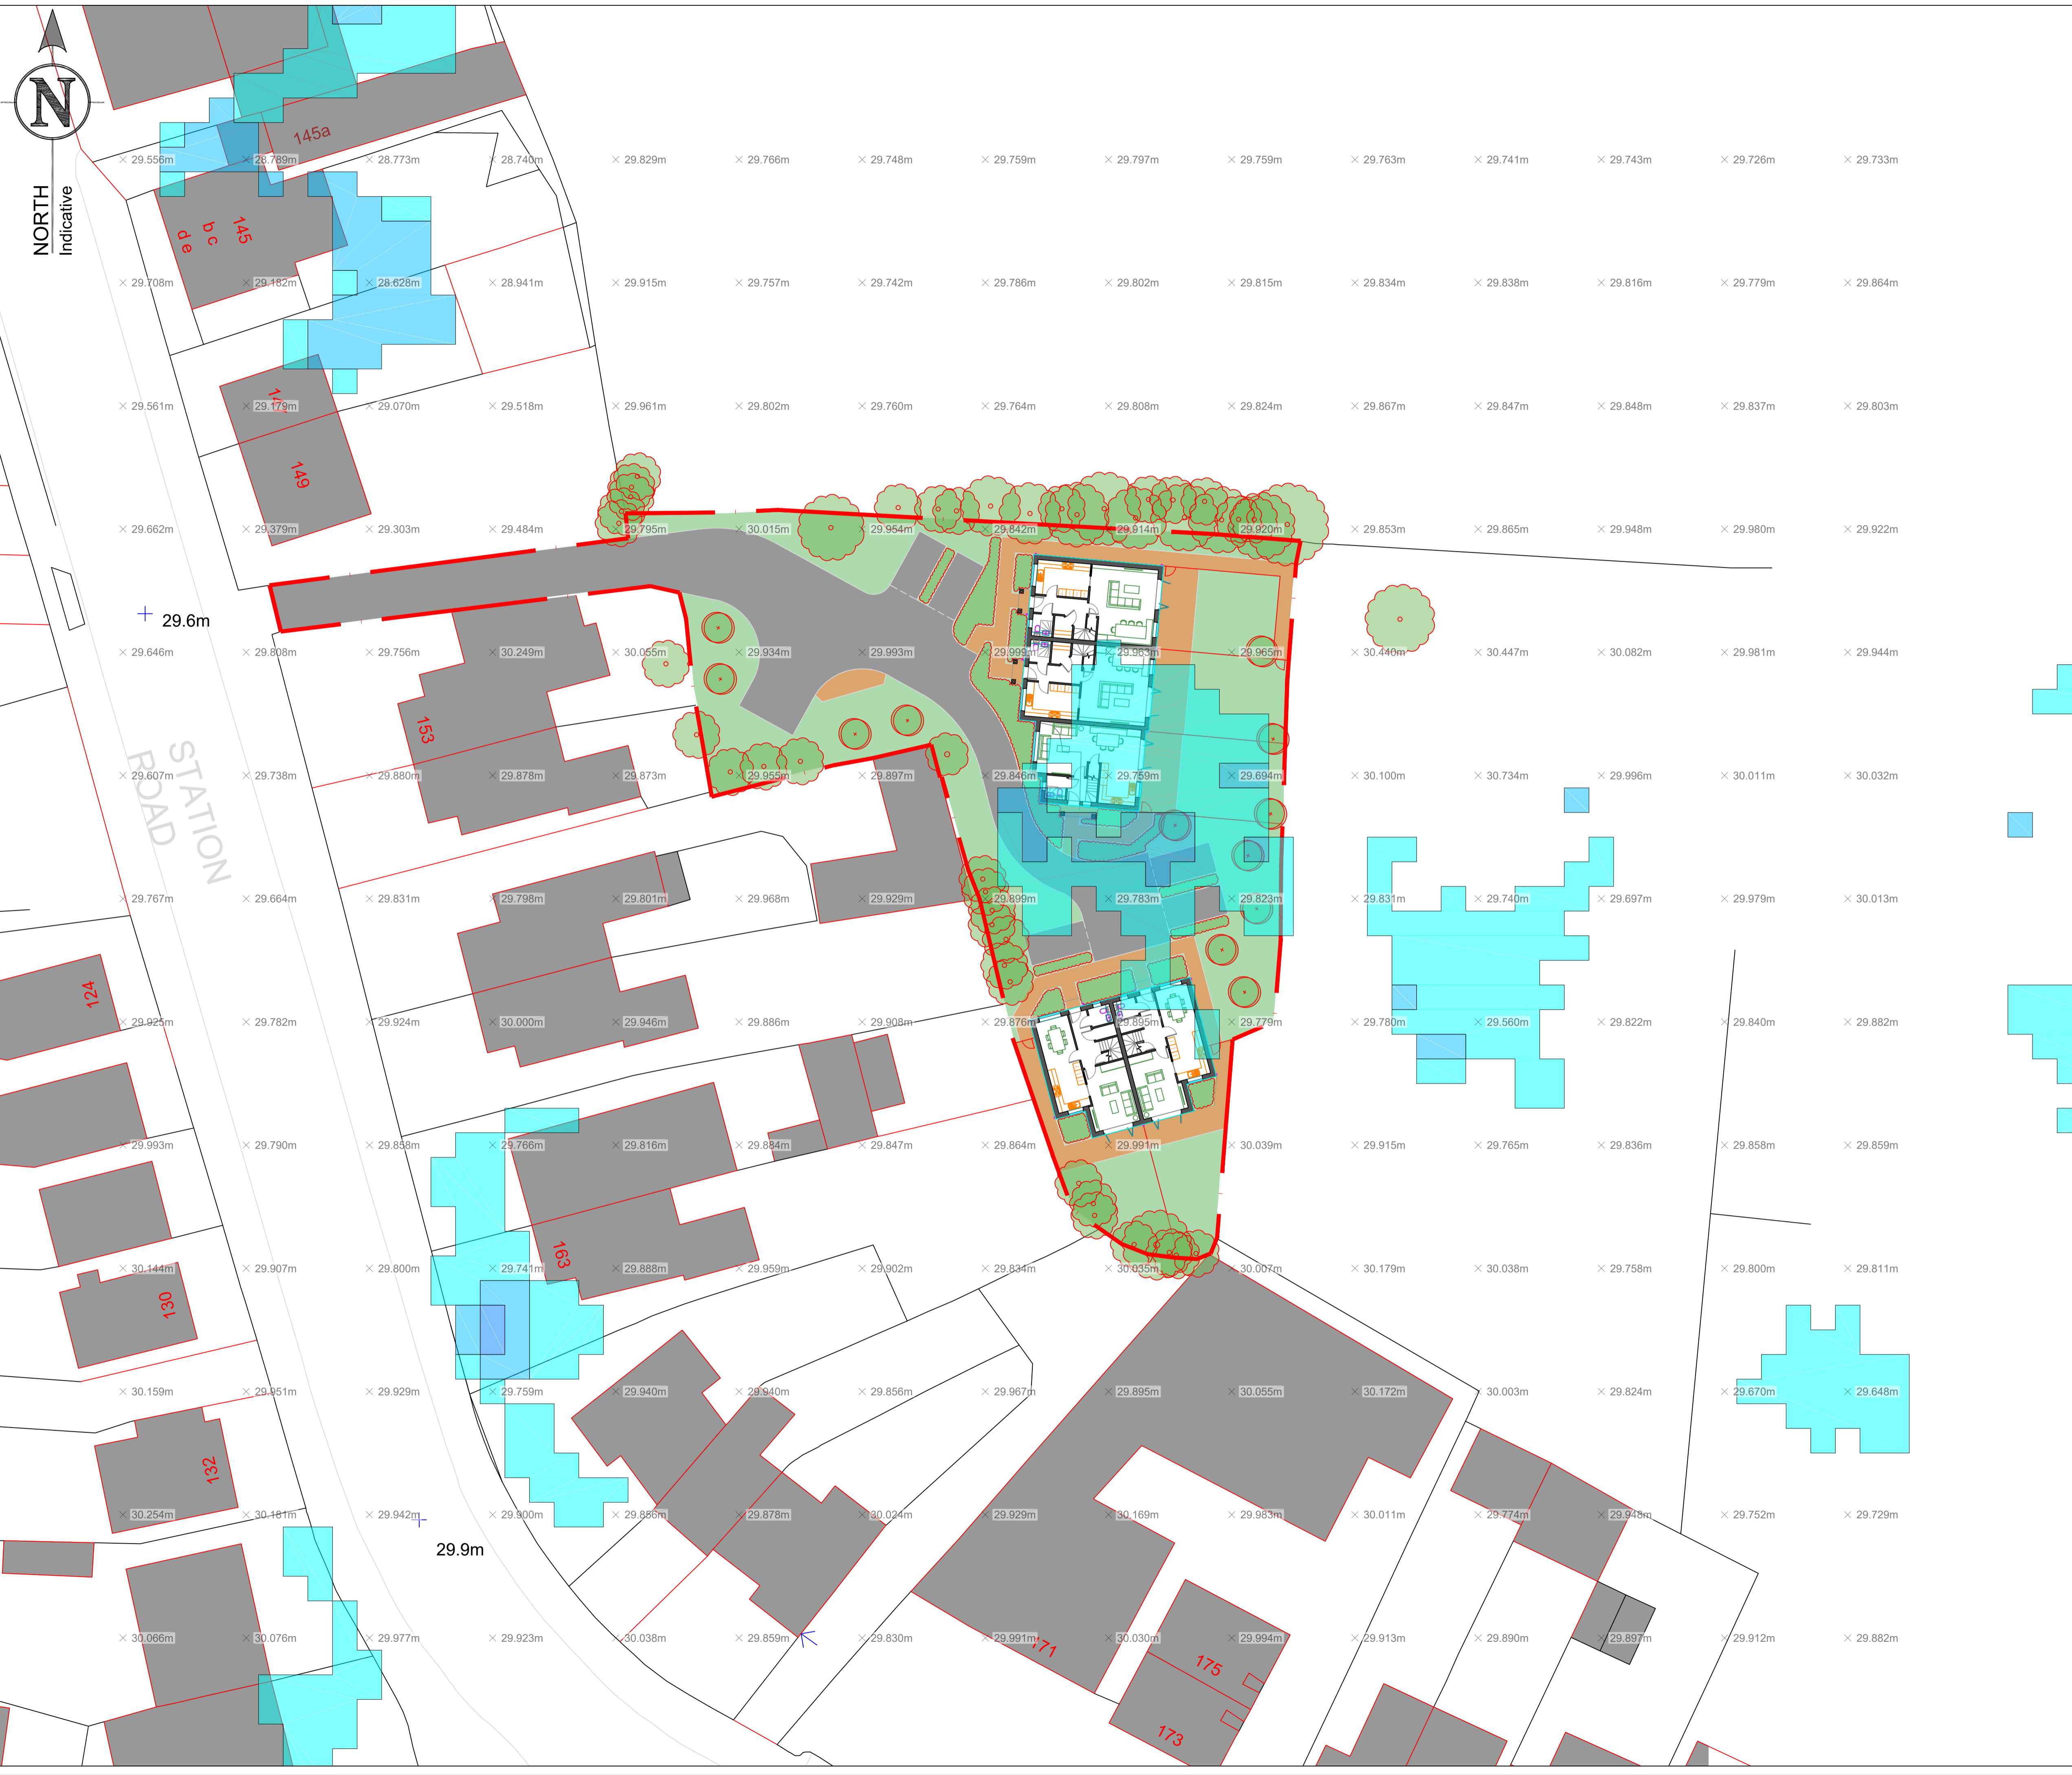 N
NORTH
Indicative
145a
29.556m 28.789m 28.773m 28.740m 29.829m 29.766m 29.748m 29.759m 29.797m 29.759m 29.763m 29.741m 29.743m 29.726m 29.733m
145
b c
d e
29.708m 29.182m 28.628m 28.941m 29.915m 29.757m 29.742m 29.786m 29.802m 29.815m 29.834m 29.838m 29.816m 29.779m 29.864m
29.561m 29.179m 29.070m 29.518m 29.961m 29.802m 29.760m 29.764m 29.808m 29.824m 29.867m 29.847m 29.848m 29.837m 29.803m
149
29.662m 29.379m 29.303m 29.484m 29.795m 30.015m 29.954m 29.842m 29.914m 29.920m 29.853m 29.865m 29.948m 29.980m 29.922m
29.6m
29.646m 29.808m 29.756m 30.249m 30.055m 29.934m 29.993m 29.999m 29.963m 29.965m 30.440m 30.447m 30.082m 29.981m 29.944m
153
STATION
ROAD
29.607m 29.738m 29.880m 29.878m 29.873m 29.955m 29.897m 29.846m 29.759m 29.694m 30.100m 30.734m 29.996m 30.011m 30.032m
29.767m 29.664m 29.831m 29.798m 29.801m 29.968m 29.929m 29.899m 29.783m 29.823m 29.831m 29.740m 29.697m 29.979m 30.013m
124
29.925m 29.782m 29.924m 30.000m 29.946m 29.886m 29.908m 29.876m 29.895m 29.779m 29.780m 29.560m 29.822m 29.840m 29.882m
29.993m 29.790m 29.858m 29.766m 29.816m 29.884m 29.847m 29.864m 29.991m 30.039m 29.915m 29.765m 29.836m 29.858m 29.859m
163
30.144m 29.907m 29.800m 29.741m 29.888m 29.959m 29.902m 29.834m 30.035m 30.007m 30.179m 30.038m 29.758m 29.800m 29.811m
130
30.159m 29.951m 29.929m 29.759m 29.940m 29.940m 29.856m 29.967m 29.895m 30.055m 30.172m 30.003m 29.824m 29.670m 29.648m
132
30.254m 30.181m 29.942m 29.900m 29.856m 29.878m 30.024m 29.929m 30.169m 29.983m 30.011m 29.774m 29.948m 29.752m 29.729m
29.9m
30.066m 30.076m 29.977m 29.923m 30.038m 29.859m 29.830m 29.991m 30.030m 29.994m 29.913m 29.890m 29.897m 29.912m 29.882m
171
175
173